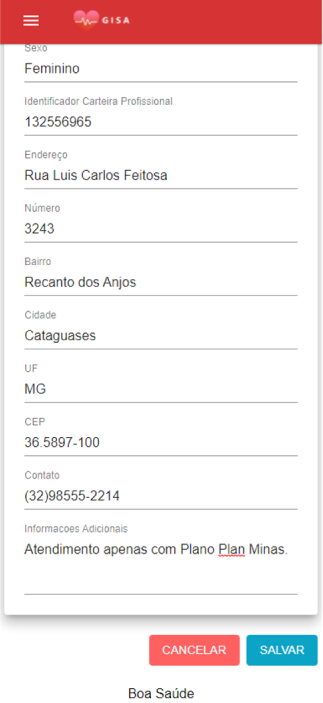 GISA
Sexo
Feminino
Identificador Carteira Profissional
132556965
Endereço
Rua Luis Carlos Feitosa
Número
3243
Bairro
Recanto dos Anjos
Cidade
Cataguases
UF
MG
CEP
36.5897-100
Contato
(32)98555-2214
Informacoes Adicionais
Atendimento apenas com Plano Plan Minas.
CANCELAR SALVAR
Boa Saúde